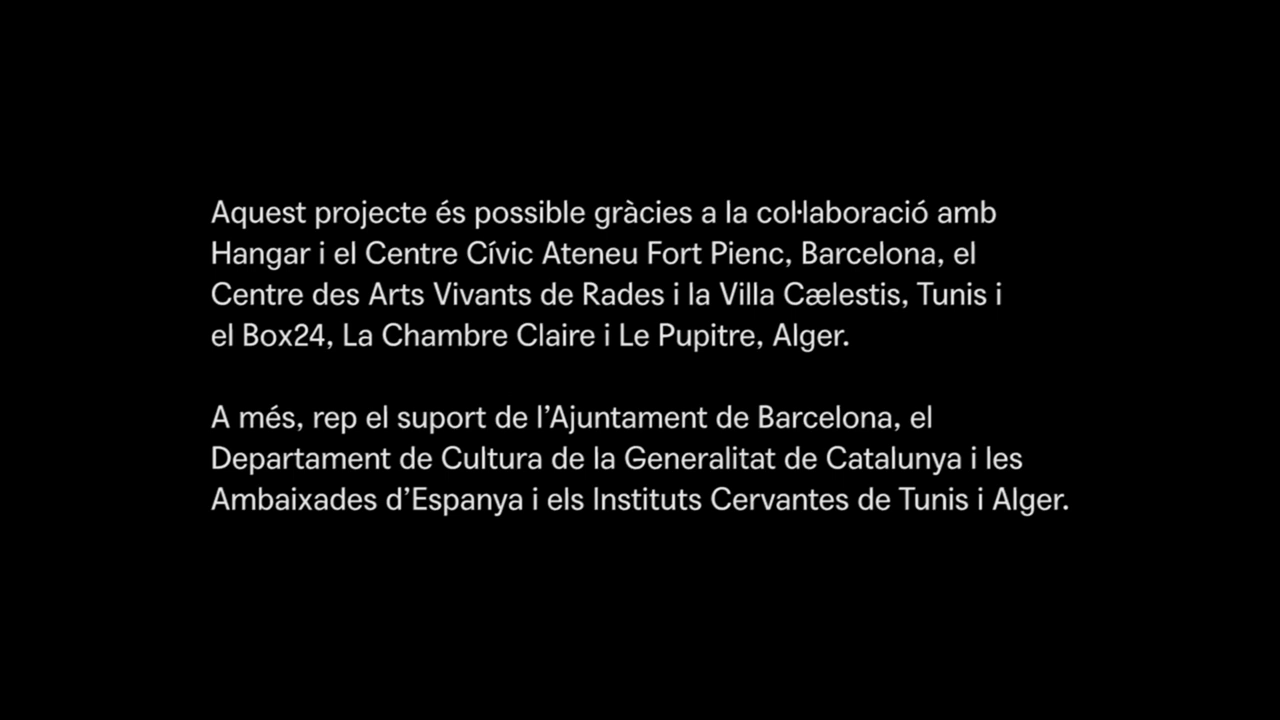 Aquest projecte és possible gràcies a la col·laboració amb
Hangar i el Centre Cívic Ateneu Fort Pienc, Barcelona, el
Centre des Arts Vivants de Rades i la Villa Cælestis, Tunis i
el Box24, La Chambre Claire i Le Pupitre, Alger.
A més, rep el suport de l’Ajuntament de Barcelona, el
Departament de Cultura de la Generalitat de Catalunya i les
Ambaixades d’Espanya i els Instituts Cervantes de Tunis i Alger.